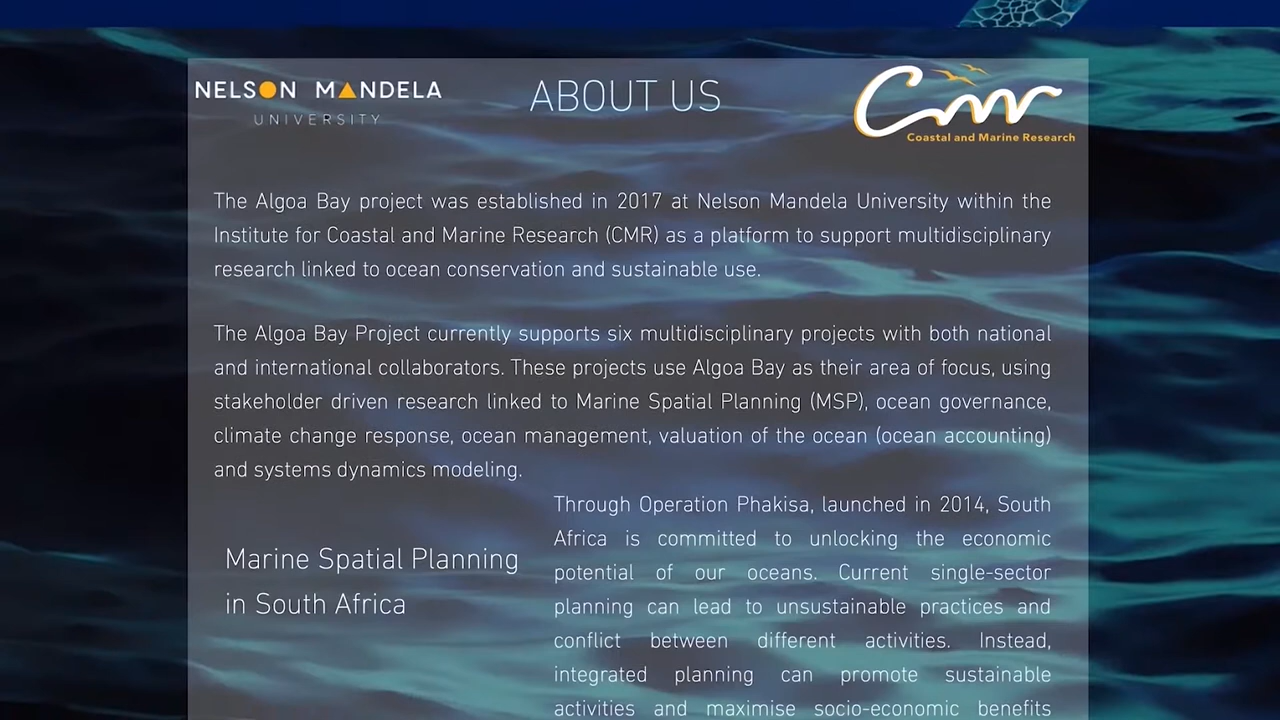 NELSON MANDELA
UNIVERSITY
ABOUT US
Cmr
Coastal and Marine Research
The Algoa Bay project was established in 2017 at Nelson Mandela University within the
Institute for Coastal and Marine Research (CMR) as a platform to support multidisciplinary
research linked to ocean conservation and sustainable use.
The Algoa Bay Project currently supports six multidisciplinary projects with both national
and international collaborators. These projects use Algoa Bay as their area of focus, using
stakeholder driven research linked to Marine Spatial Planning (MSP), ocean governance,
climate change response, ocean management, valuation of the ocean (ocean accounting)
and systems dynamics modeling.
Marine Spatial Planning
in South Africa
Through Operation Phakisa, launched in 2014, South
Africa is committed to unlocking the economic
potential of our oceans. Current single-sector
planning can lead to unsustainable practices and
conflict between different activities. Instead,
integrated planning can promote sustainable
activities and maximise socio-economic benefits